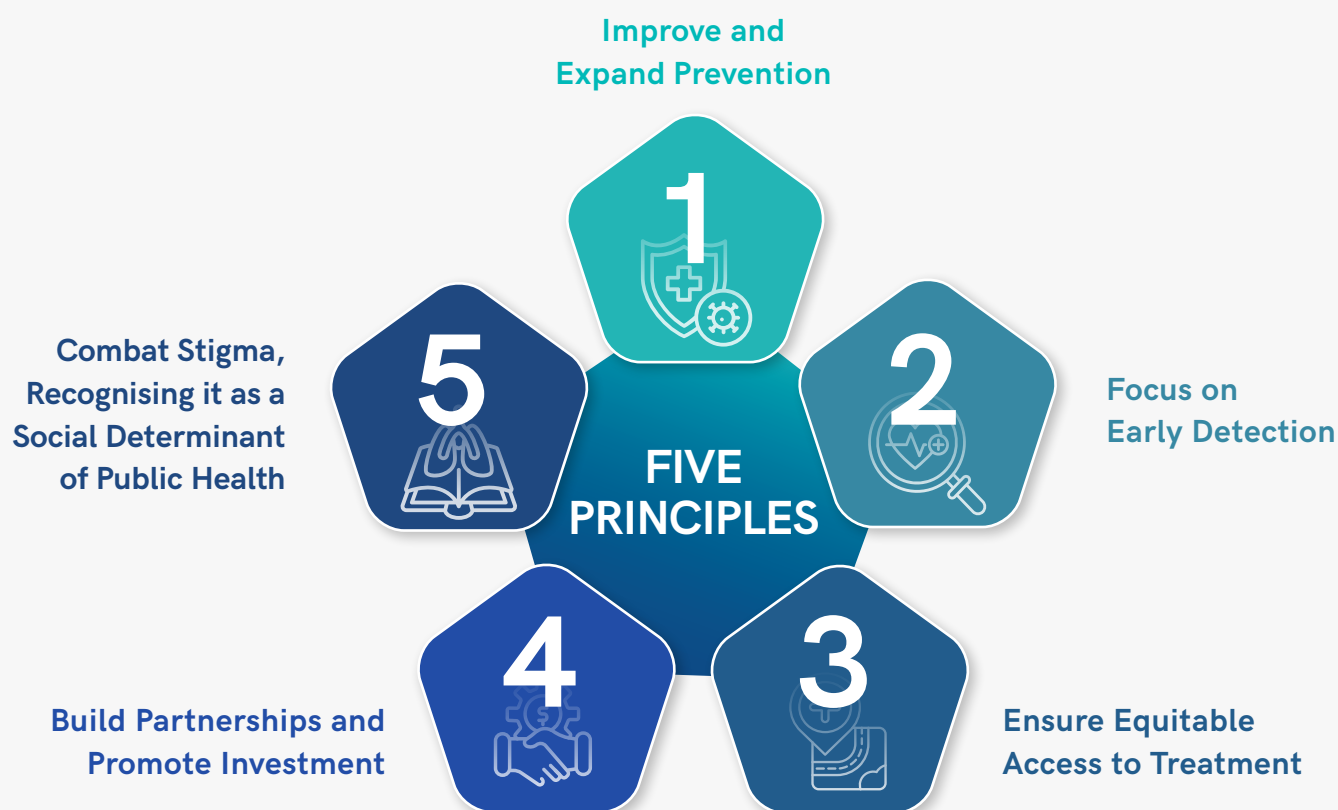 Improve and
Expand Prevention
1
2
Focus on
Early Detection
3
Ensure Equitable
Access to Treatment
4
Build Partnerships and
Promote Investment
5
Combat Stigma,
Recognising it as a
Social Determinant
of Public Health
FIVE
PRINCIPLES
$